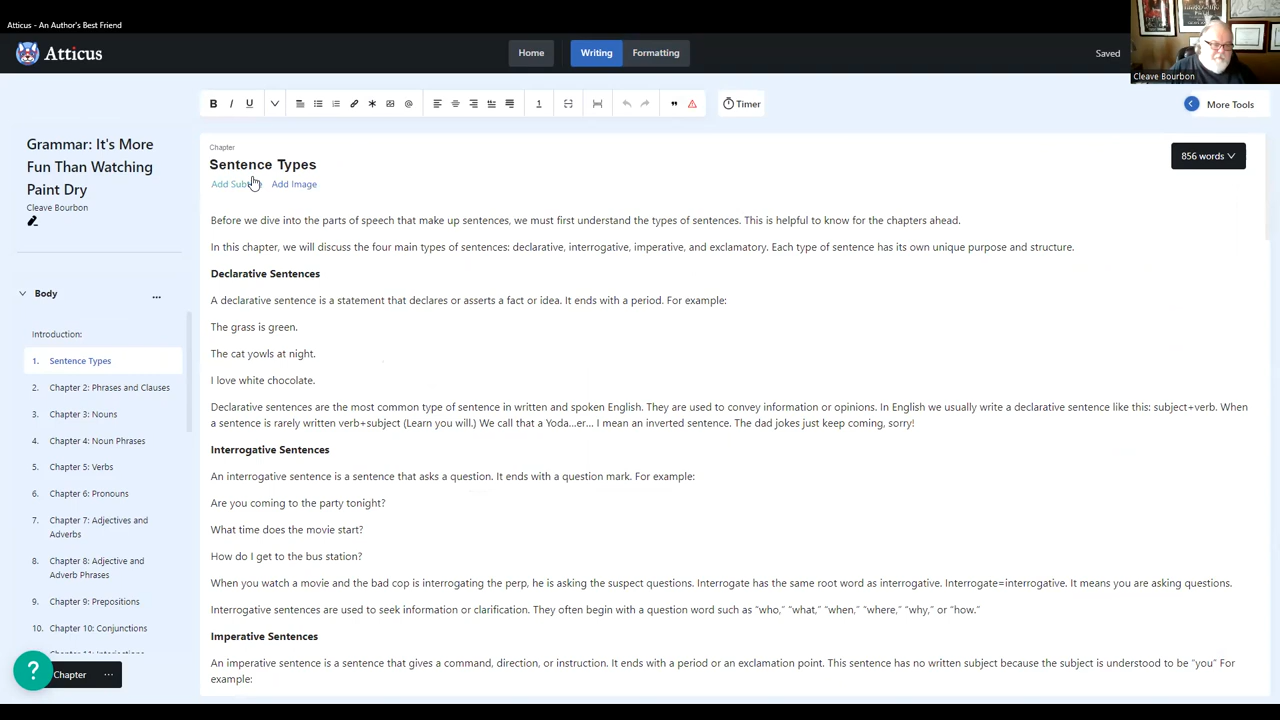 Atticus - An Author's Best Friend
Atticus
Home
Writing
Formatting
Saved
Cleave Bourbon
B I U
1
Timer
More Tools
Grammar: It's More
Fun Than Watching
Paint Dry
Cleave Bourbon
Body
Introduction:
1. Sentence Types
2. Chapter 2: Phrases and Clauses
3. Chapter 3: Nouns
4. Chapter 4: Noun Phrases
5. Chapter 5: Verbs
6. Chapter 6: Pronouns
7. Chapter 7: Adjectives and
Adverbs
8. Chapter 8: Adjective and
Adverb Phrases
9. Chapter 9: Prepositions
10. Chapter 10: Conjunctions
?
Chapter
Chapter
Sentence Types
Add Image
856 words
Before we dive into the parts of speech that make up sentences, we must first understand the types of sentences. This is helpful to know for the chapters ahead.
In this chapter, we will discuss the four main types of sentences: declarative, interrogative, imperative, and exclamatory. Each type of sentence has its own unique purpose and structure.
Declarative Sentences
A declarative sentence is a statement that declares or asserts a fact or idea. It ends with a period. For example:
The grass is green.
The cat yowls at night.
I love white chocolate.
Declarative sentences are the most common type of sentence in written and spoken English. They are used to convey information or opinions. In English we usually write a declarative sentence like this: subject+verb. When
a sentence is rarely written verb+subject (Learn you will.) We call that a Yoda...er... I mean an inverted sentence. The dad jokes just keep coming, sorry!
Interrogative Sentences
An interrogative sentence is a sentence that asks a question. It ends with a question mark. For example:
Are you coming to the party tonight?
What time does the movie start?
How do I get to the bus station?
When you watch a movie and the bad cop is interrogating the perp, he is asking the suspect questions. Interrogate has the same root word as interrogative. Interrogate=interrogative. It means you are asking questions.
Interrogative sentences are used to seek information or clarification. They often begin with a question word such as “who,” “what,” “when,” “where,” “why,” or “how.”
Imperative Sentences
An imperative sentence is a sentence that gives a command, direction, or instruction. It ends with a period or an exclamation point. This sentence has no written subject because the subject is understood to be “you” For
example: